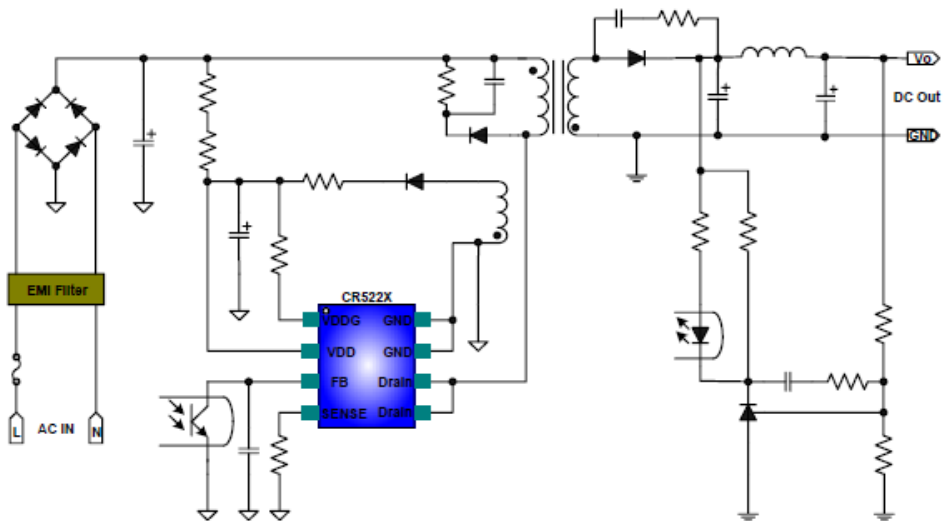 Vo
DC Out
GND
EMI Filter
CR522X
VDDG GND
VDD GND
FB Drain
SENSE Drain
L AC IN N